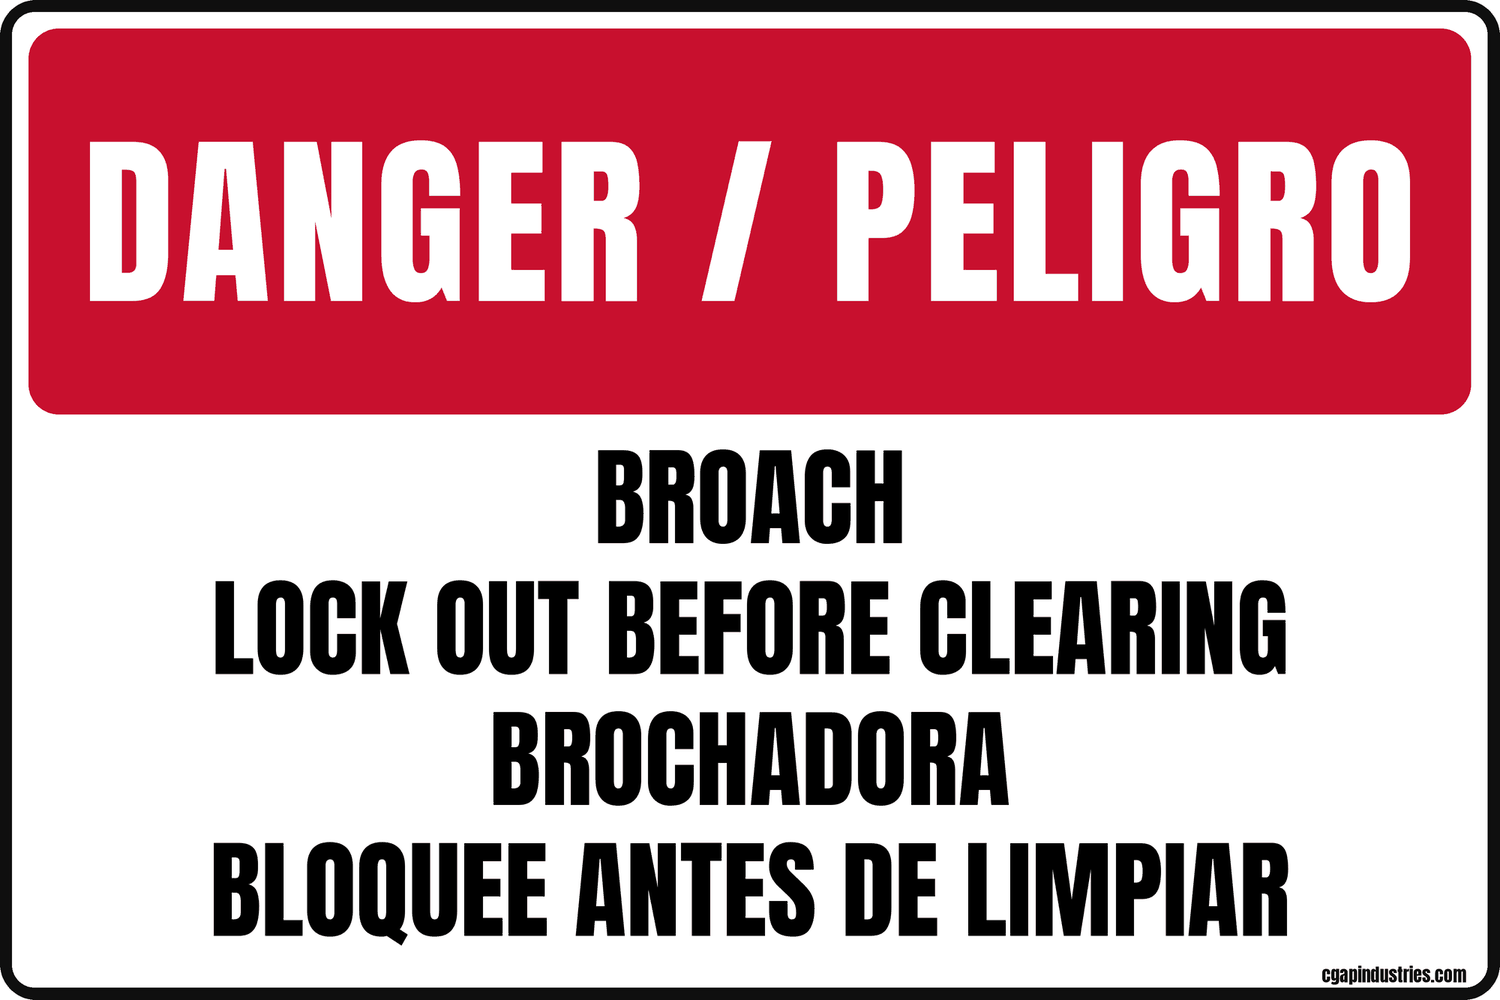 DANGER / PELIGRO
BROACH
LOCK OUT BEFORE CLEARING
BROCHADORA
BLOQUEE ANTES DE LIMPIAR
cgapindustries.com